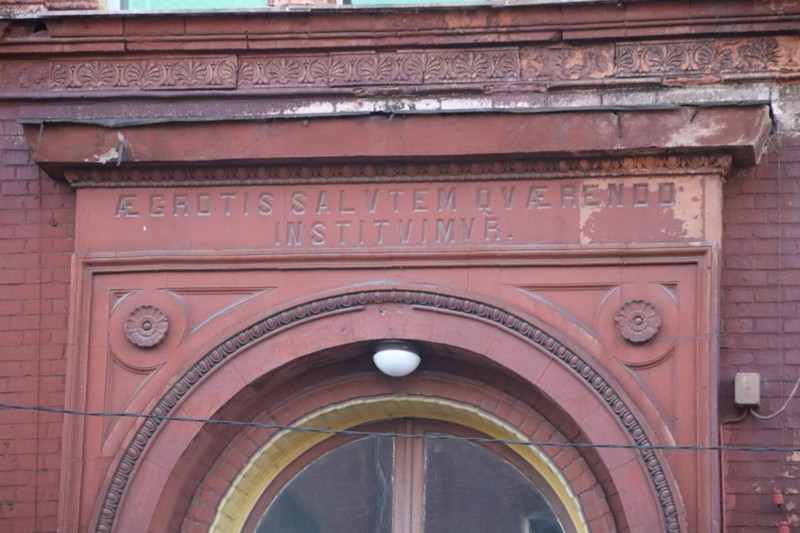 ÆGROTIS SALVTEM QVÆRENDO
INSTITVIMVR.